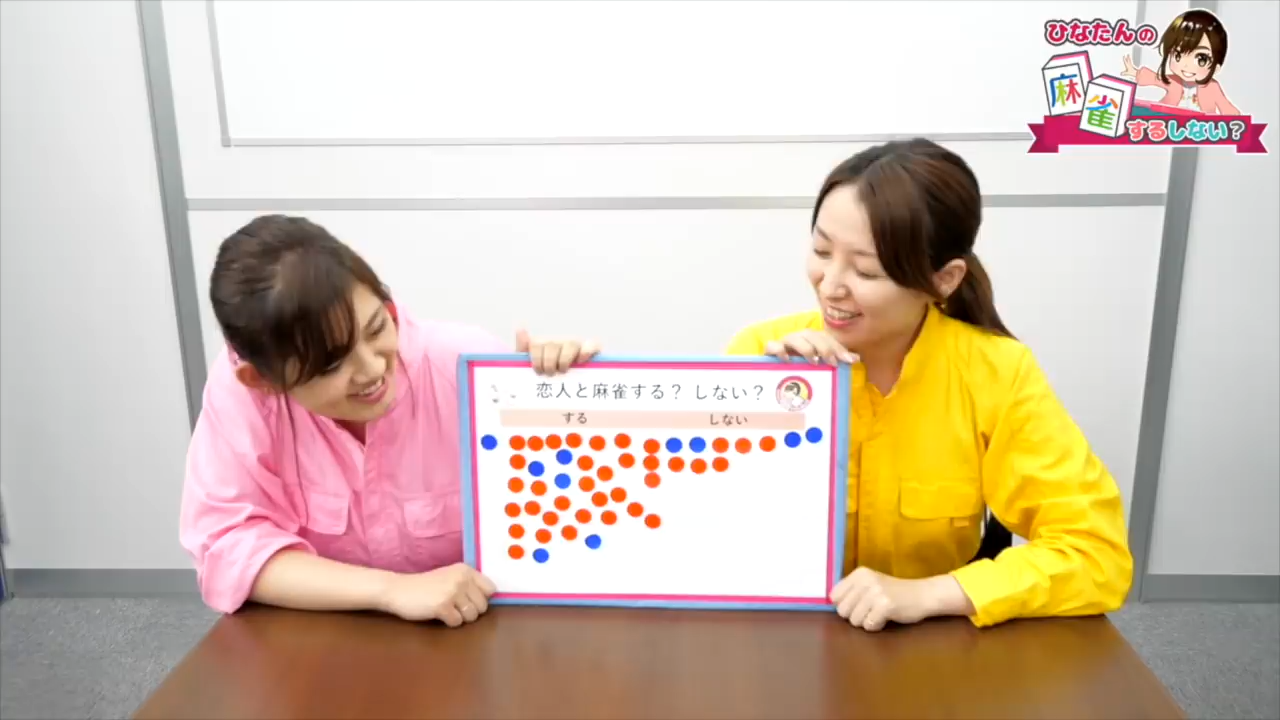 ひなたんの
麻雀
するしない？
恋人と麻雀する？ しない？
する
しない